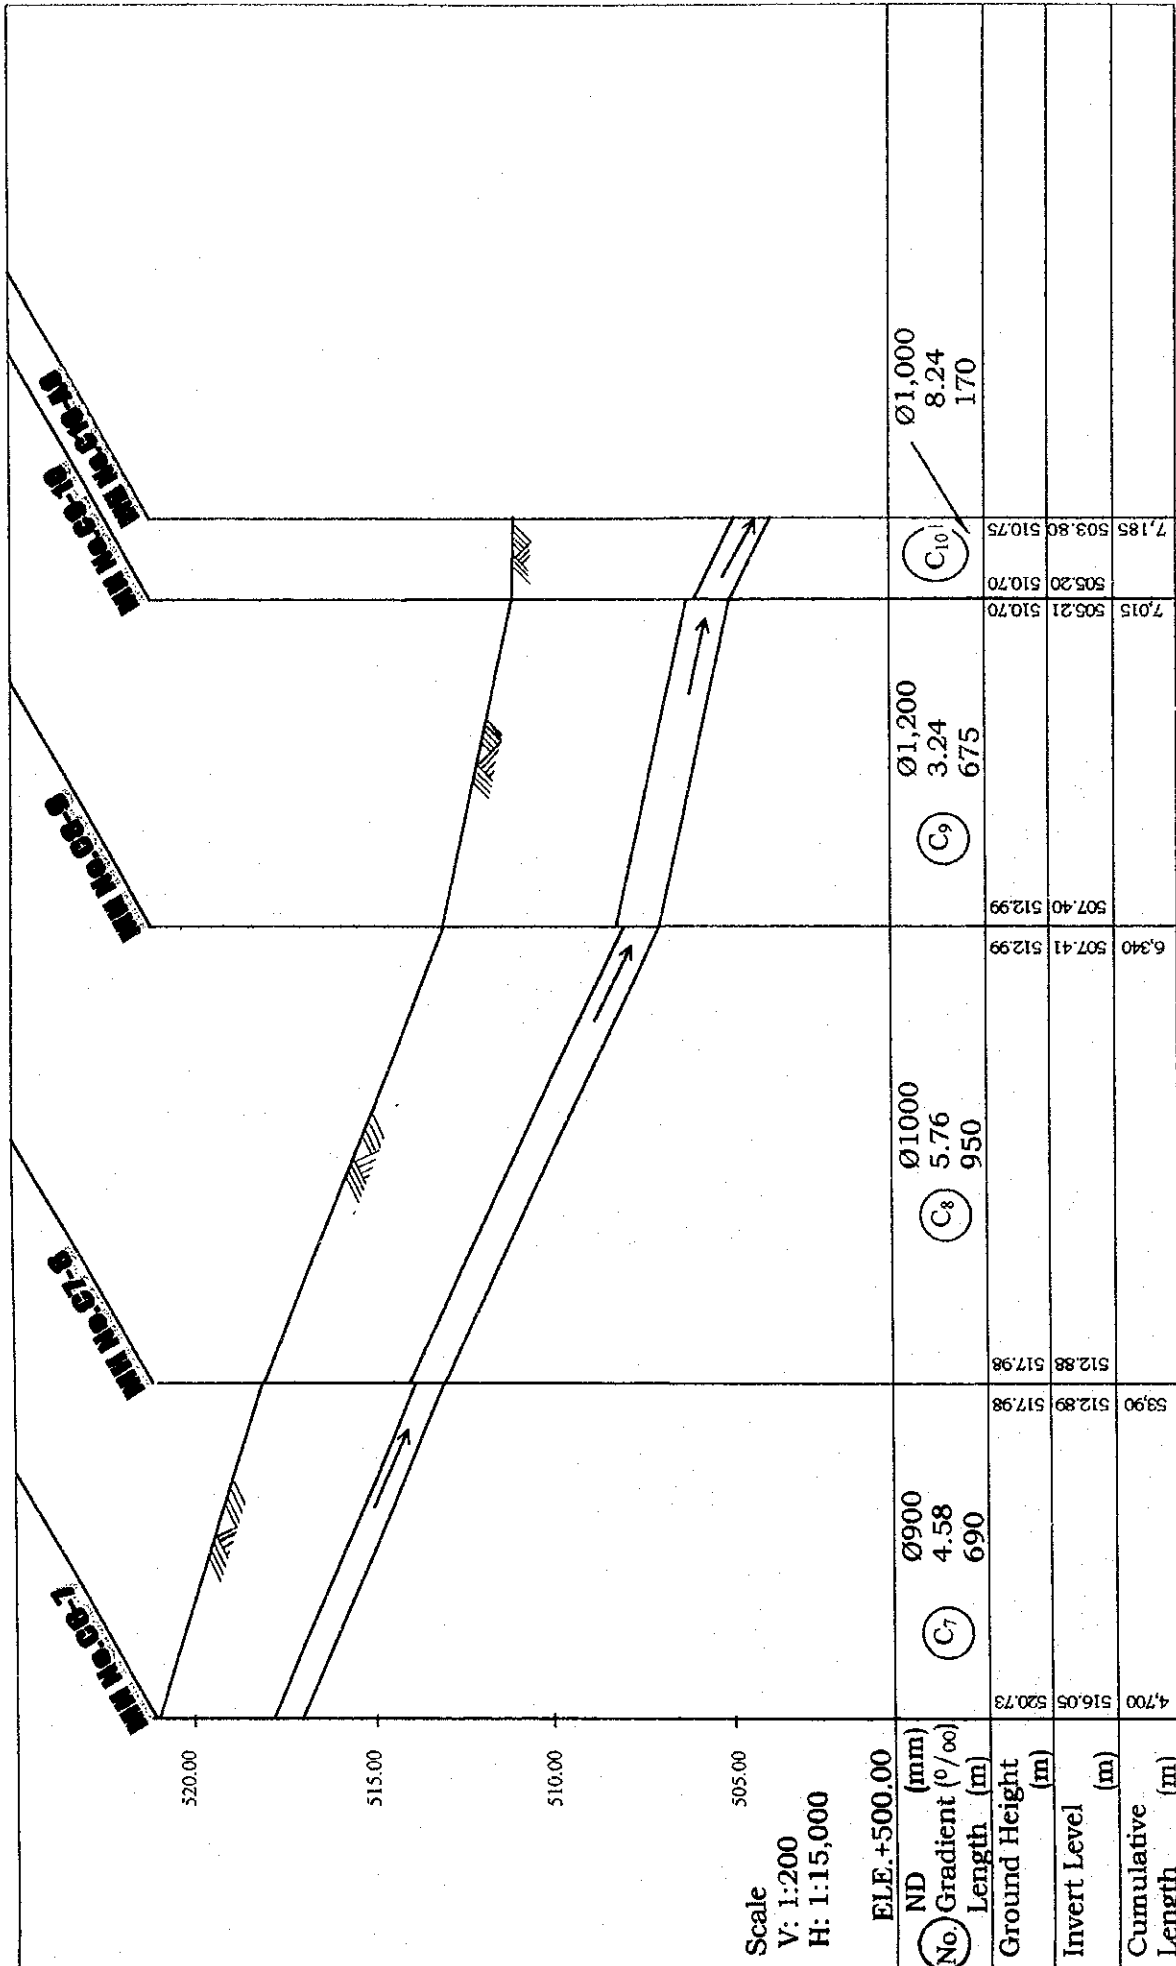 MH No.C6-7
MH No.C7-8
MH No.C8-9
MH No.C9-10
MH No.C10-A8
520.00
515.00
510.00
505.00
Scale
V: 1:200
H: 1:15,000
ELE.+500.00
No. ND (mm)
Gradient (⁰/₀₀)
Length (m)
C7 Ø900
4.58
690
C8 Ø1000
5.76
950
C9 Ø1,200
3.24
675
C10 Ø1,000
8.24
170
Ground Height (m)
520.73 517.98 517.98 512.99 512.99 510.70 510.70 510.75
Invert Level (m)
516.05 512.89 512.88 507.41 507.40 505.21 505.20 503.80
Cumulative Length (m)
4,700 53,90 6,340 7,015 7,185